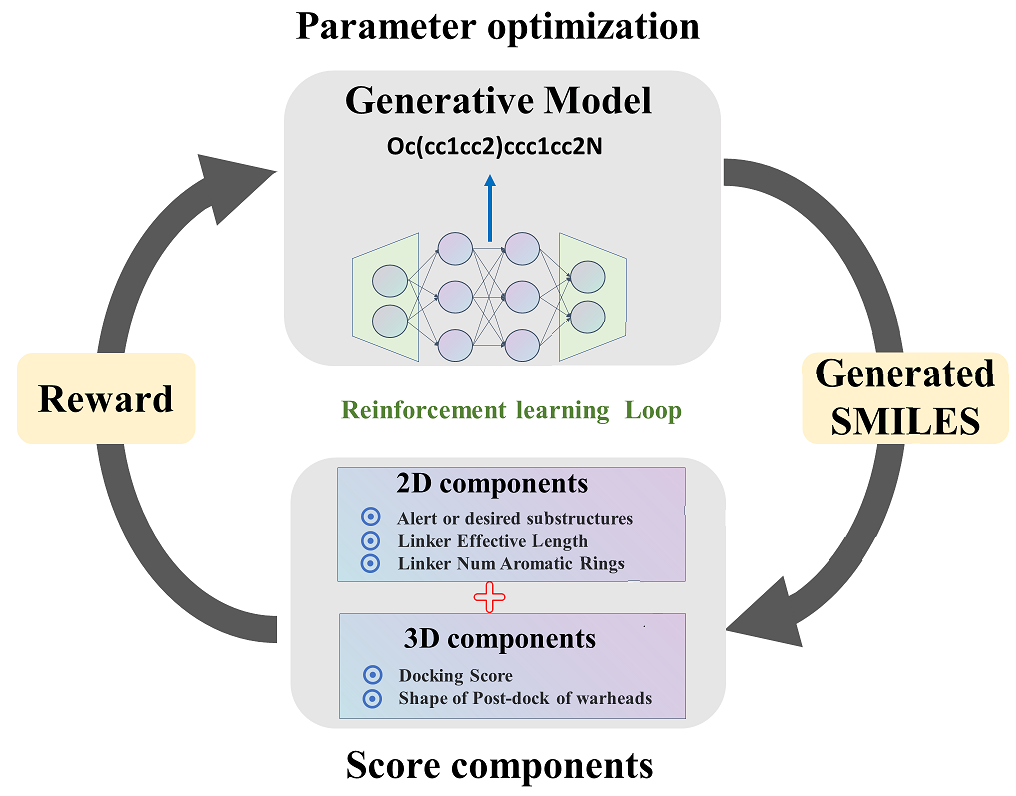 Parameter optimization
Generative Model
Oc(cc1cc2)ccc1cc2N
Reward
Generated
SMILES
Reinforcement learning Loop
2D components
Alert or desired substructures
Linker Effective Length
Linker Num Aromatic Rings
3D components
Docking Score
Shape of Post-dock of warheads
Score components